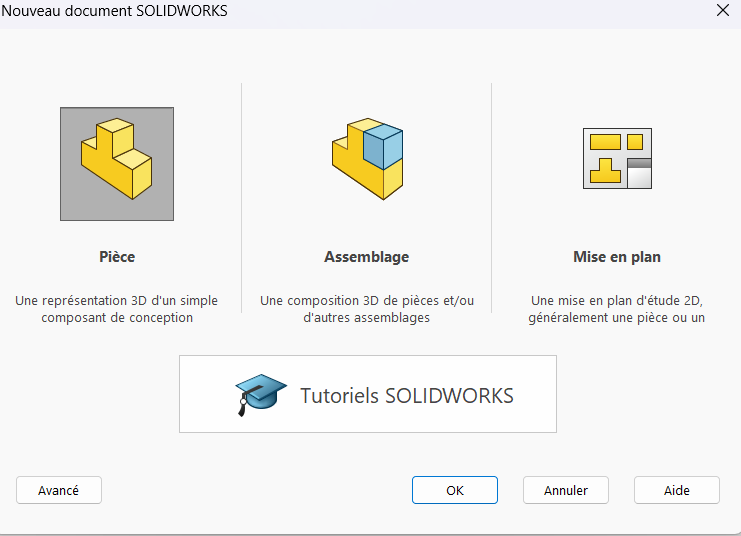 Nouveau document SOLIDWORKS
Pièce
Assemblage
Mise en plan
Une représentation 3D d'un simple
composant de conception
Une composition 3D de pièces et/ou
d'autres assemblages
Une mise en plan d'étude 2D,
généralement une pièce ou un
Tutoriels SOLIDWORKS
Avancé
OK
Annuler
Aide